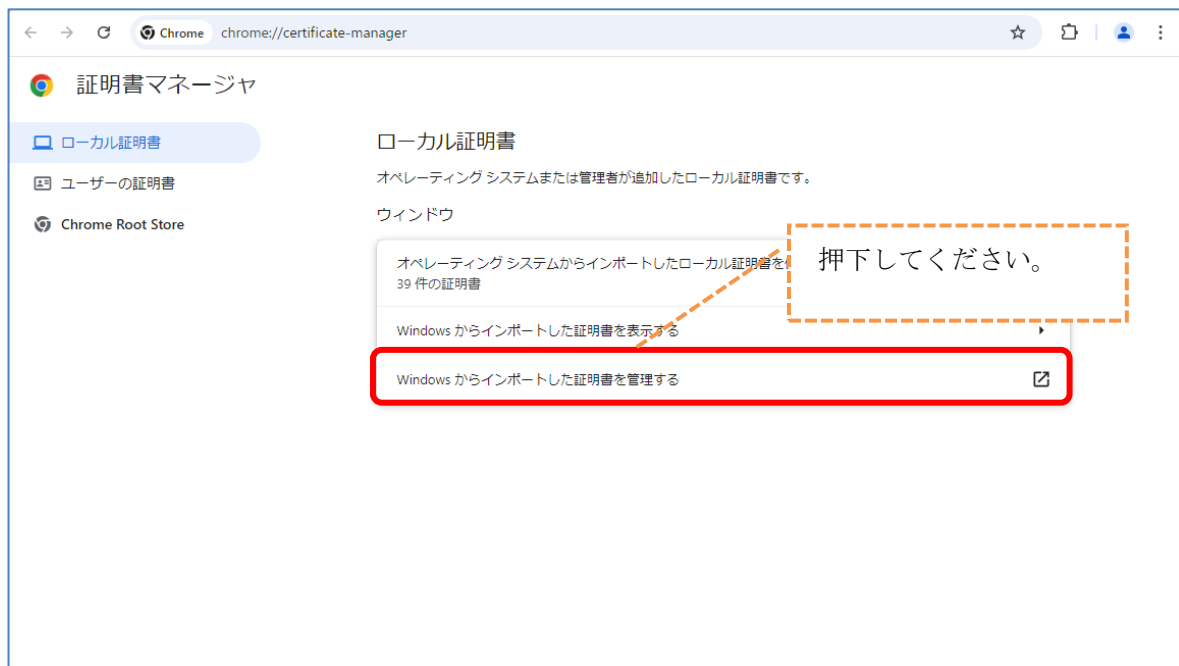 Chrome chrome://certificate-manager
証明書マネージャ
ローカル証明書
ユーザーの証明書
Chrome Root Store
ローカル証明書
オペレーティング システムまたは管理者が追加したローカル証明書です。
ウィンドウ
オペレーティング システムからインポートしたローカル証明書を
39 件の証明書
押下してください。
Windows からインポートした証明書を表示する
Windows からインポートした証明書を管理する